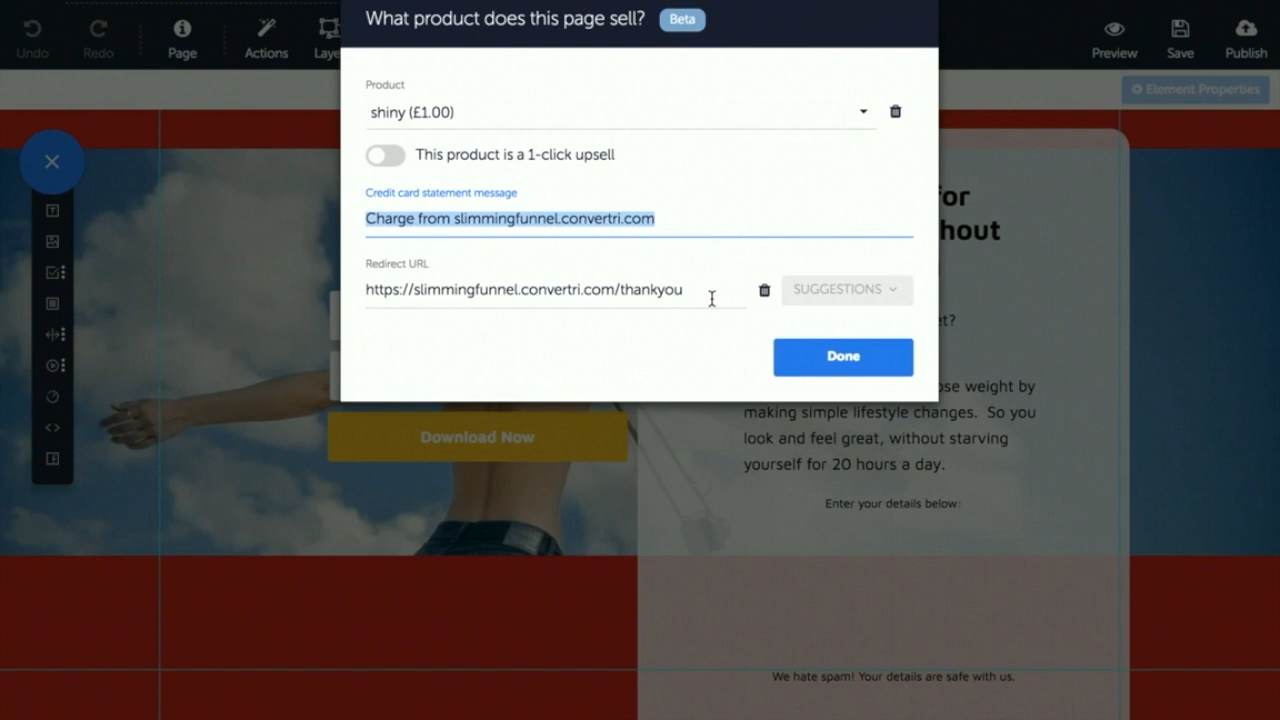 What product does this page sell? Beta
Undo
Redo
Page
Actions
Laye
Preview
Save
Publish
Element Properties
Product
shiny (£1.00)
This product is a 1-click upsell
Credit card statement message
Charge from slimmingfunnel.convertri.com
Redirect URL
https://slimmingfunnel.convertri.com/thankyou
SUGGESTIONS
Done
for
hout
et?
ose weight by
making simple lifestyle changes. So you
look and feel great, without starving
yourself for 20 hours a day.
Download Now
Enter your details below:
We hate spam! Your details are safe with us.